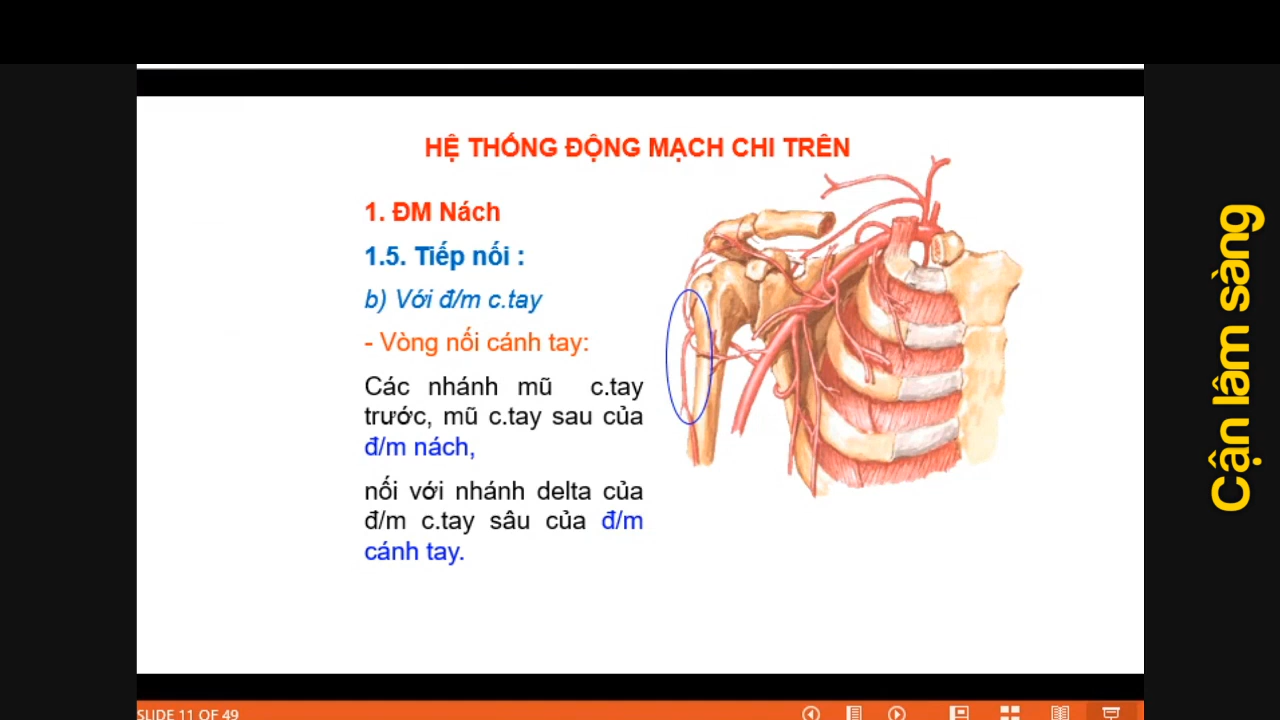 HỆ THỐNG ĐỘNG MẠCH CHI TRÊN
1. ĐM Nách
1.5. Tiếp nối :
b) Với đ/m c.tay
- Vòng nối cánh tay:
Các nhánh mũ c.tay
trước, mũ c.tay sau của
đ/m nách,
nối với nhánh delta của
đ/m c.tay sâu của đ/m
cánh tay.
Cận lâm sàng
SLIDE 11 OF 49